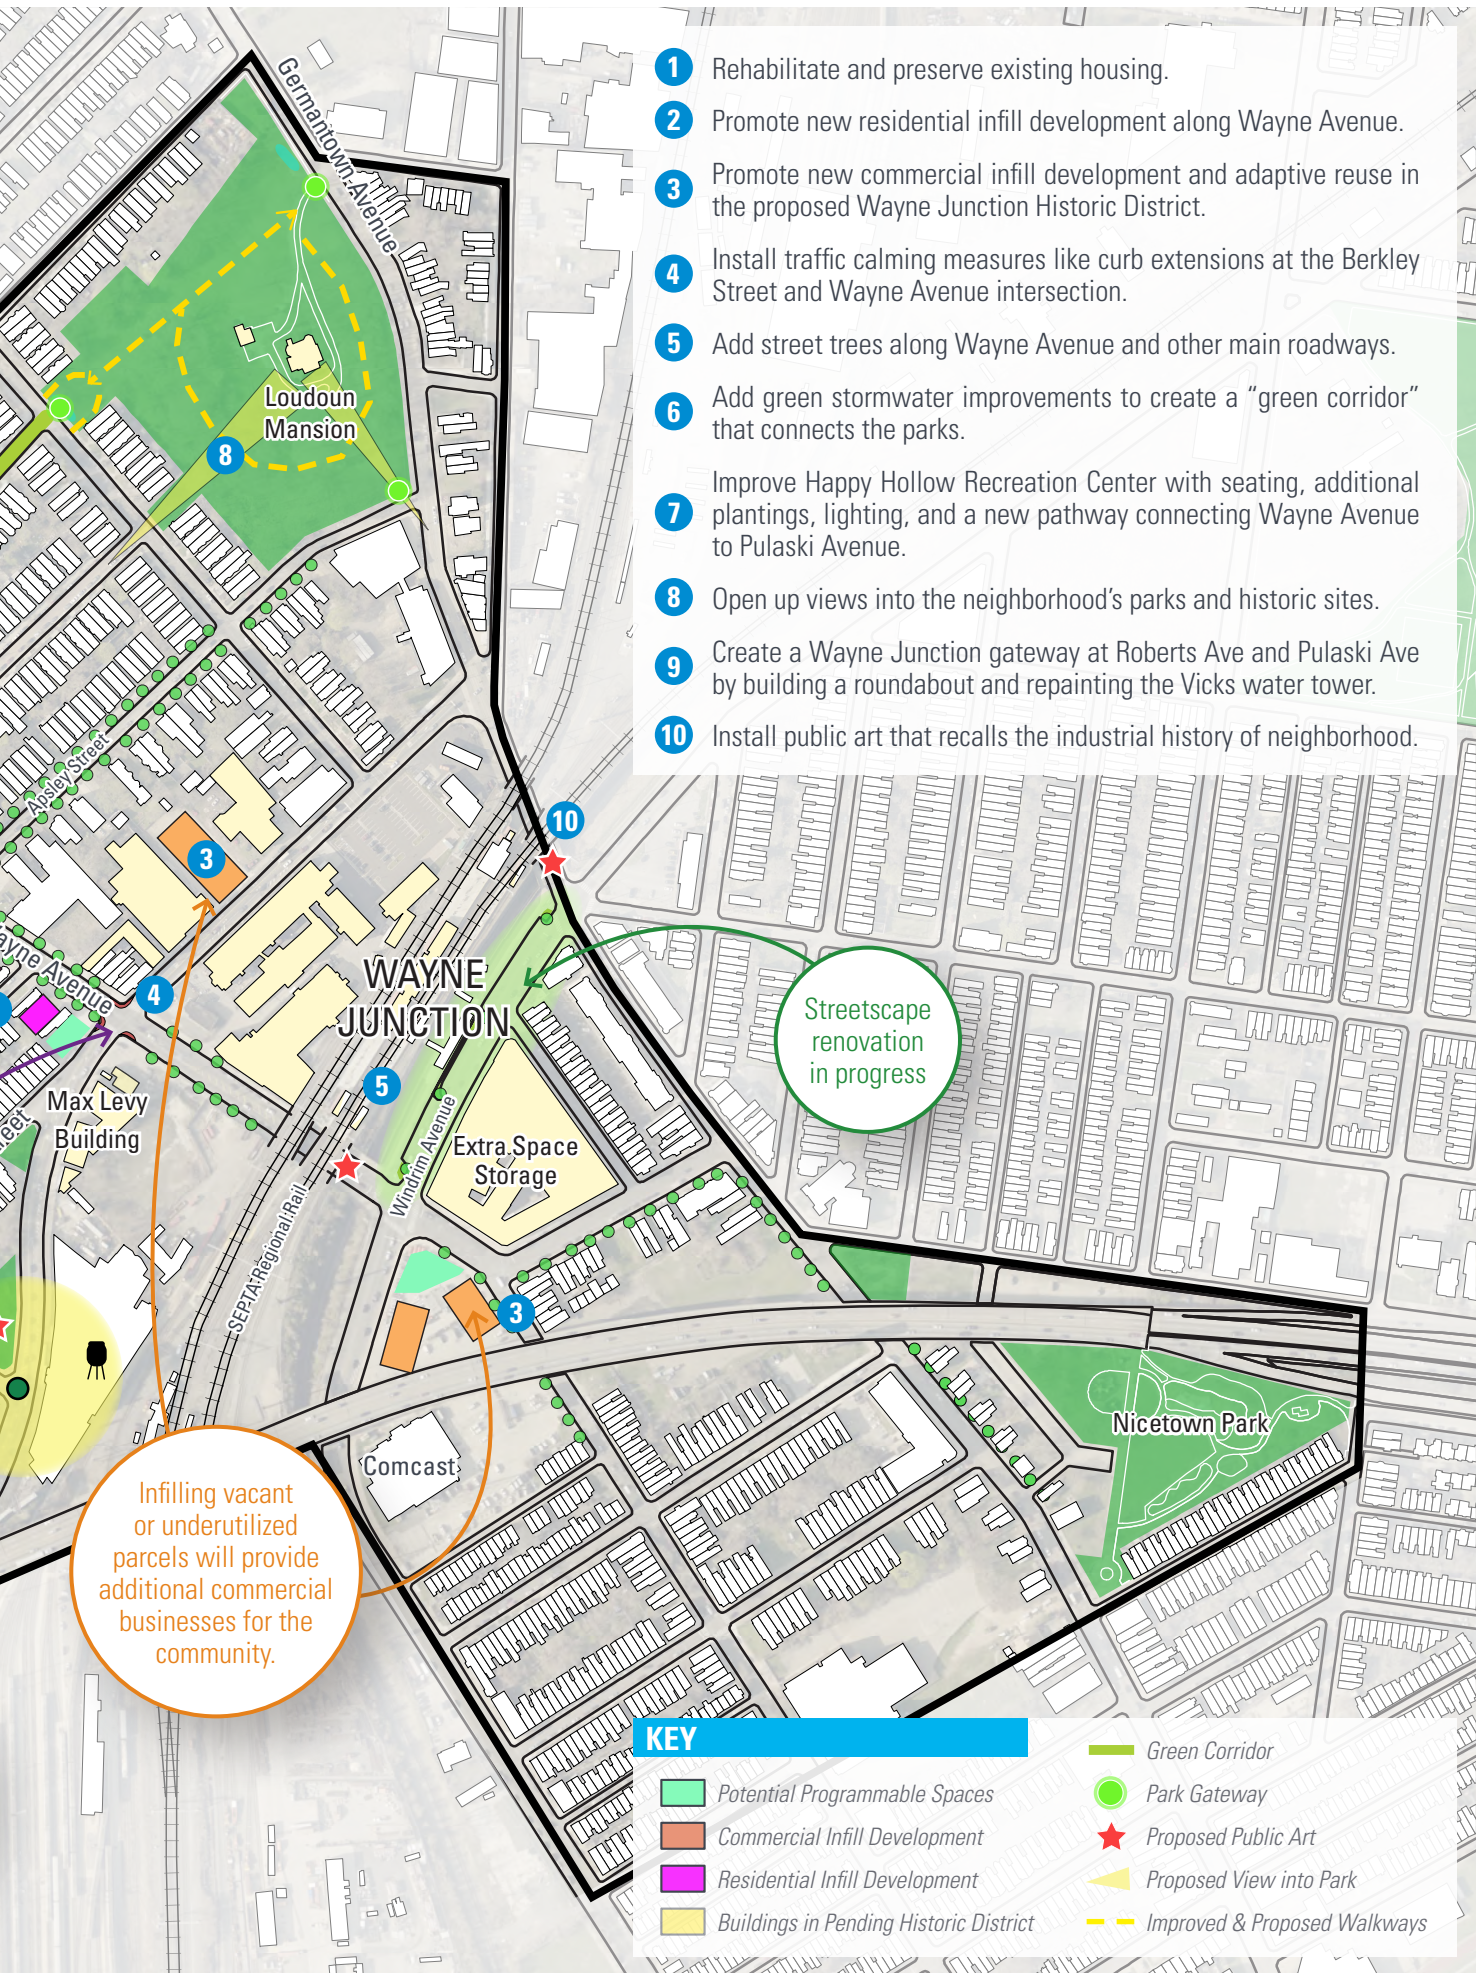 1 Rehabilitate and preserve existing housing.
2 Promote new residential infill development along Wayne Avenue.
3 Promote new commercial infill development and adaptive reuse in
the proposed Wayne Junction Historic District.
4 Install traffic calming measures like curb extensions at the Berkley
Street and Wayne Avenue intersection.
5 Add street trees along Wayne Avenue and other main roadways.
6 Add green stormwater improvements to create a “green corridor”
that connects the parks.
7 Improve Happy Hollow Recreation Center with seating, additional
plantings, lighting, and a new pathway connecting Wayne Avenue
to Pulaski Avenue.
8 Open up views into the neighborhood’s parks and historic sites.
9 Create a Wayne Junction gateway at Roberts Ave and Pulaski Ave
by building a roundabout and repainting the Vicks water tower.
10 Install public art that recalls the industrial history of neighborhood.
Germantown Avenue
Loudoun
Mansion
8
Apsley Street
10
3
ayne Avenue
4
WAYNE
JUNCTION
Streetscape
renovation
in progress
5
Max Levy
Building
reet
Windrim Avenue
Extra Space
Storage
SEPTA Regional Rail
3
Nicetown Park
Comcast
Infilling vacant
or underutilized
parcels will provide
additional commercial
businesses for the
community.
KEY
Potential Programmable Spaces
Commercial Infill Development
Residential Infill Development
Buildings in Pending Historic District
Green Corridor
Park Gateway
Proposed Public Art
Proposed View into Park
Improved & Proposed Walkways